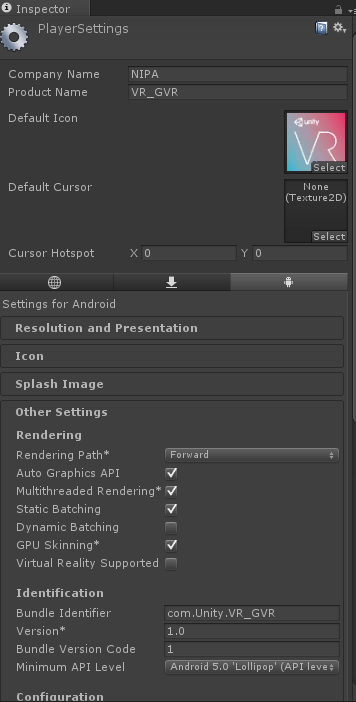 Inspector
PlayerSettings
Company Name NIPA
Product Name VR_GVR
Default Icon
unity
VR
Select
Default Cursor
None
(Texture2D)
Select
Cursor Hotspot X 0 Y 0
Settings for Android
Resolution and Presentation
Icon
Splash Image
Other Settings
Rendering
Rendering Path* Forward
Auto Graphics API
Multithreaded Rendering*
Static Batching
Dynamic Batching
GPU Skinning*
Virtual Reality Supported
Identification
Bundle Identifier com.Unity.VR_GVR
Version* 1.0
Bundle Version Code 1
Minimum API Level Android 5.0 'Lollipop' (API leve
Configuration